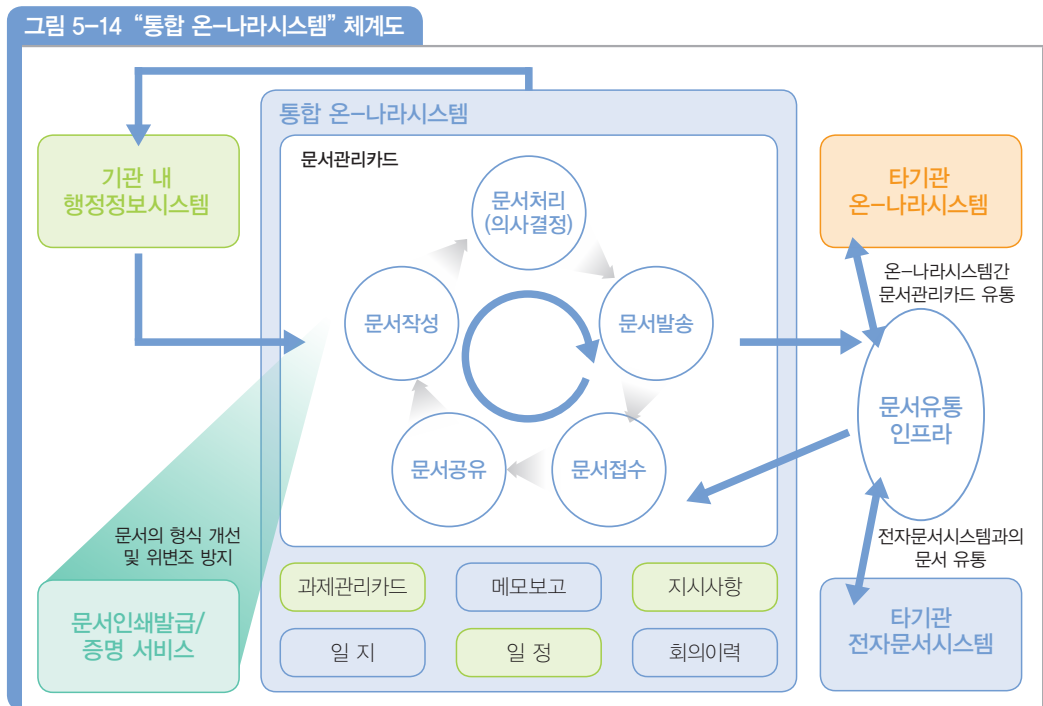 그림 5-14 “통합 온-나라시스템” 체계도
통합 온-나라시스템
문서관리카드
기관 내
행정정보시스템
문서처리
(의사결정)
문서작성
문서발송
문서공유
문서접수
타기관
온-나라시스템
온-나라시스템간
문서관리카드 유통
문서유통
인프라
전자문서시스템과의
문서 유통
타기관
전자문서시스템
문서의 형식 개선
및 위변조 방지
문서인쇄발급/
증명 서비스
과제관리카드
메모보고
지시사항
일 지
일 정
회의이력